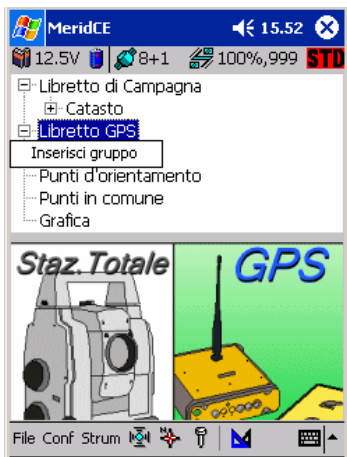 MeridCE 15.52
12.5V 8+1 100%,999 STD
Libretto di Campagna
Catasto
Libretto GPS
Inserisci gruppo
Punti d'orientamento
Punti in comune
Grafica
Staz.Totale GPS
File Conf Strum